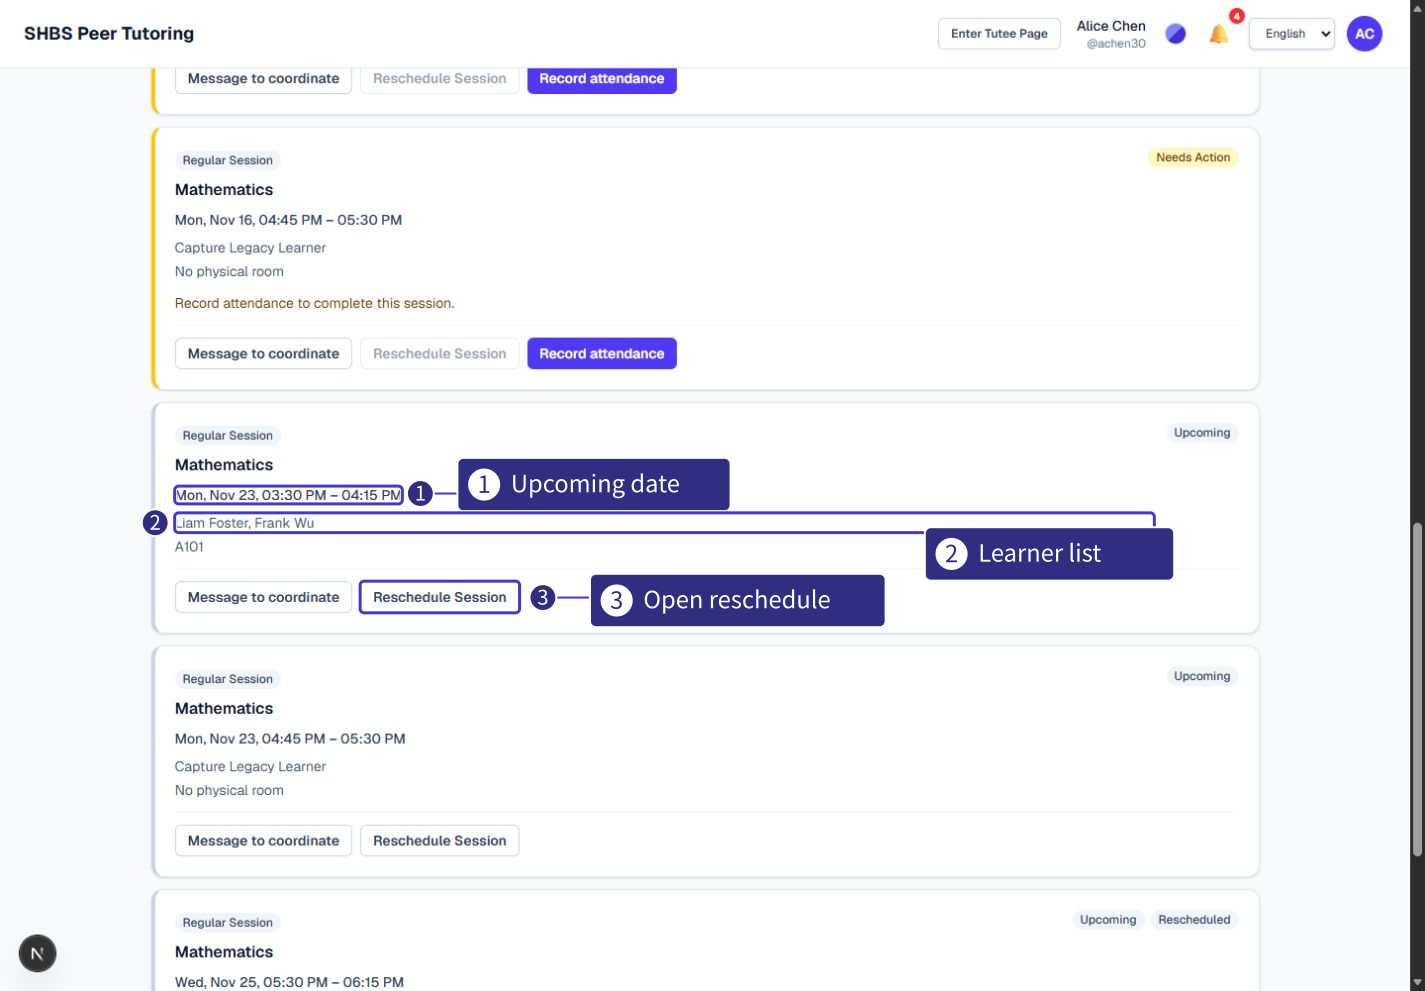 SHBS Peer Tutoring
Enter Tutee Page
Alice Chen
@achen30
4
English
AC
Message to coordinate
Reschedule Session
Record attendance
Regular Session
Needs Action
Mathematics
Mon, Nov 16, 04:45 PM – 05:30 PM
Capture Legacy Learner
No physical room
Record attendance to complete this session.
Message to coordinate
Reschedule Session
Record attendance
Regular Session
Upcoming
Mathematics
Mon, Nov 23, 03:30 PM – 04:15 PM
1
1 Upcoming date
2
Liam Foster, Frank Wu
A101
2 Learner list
Message to coordinate
Reschedule Session
3
3 Open reschedule
Regular Session
Upcoming
Mathematics
Mon, Nov 23, 04:45 PM – 05:30 PM
Capture Legacy Learner
No physical room
Message to coordinate
Reschedule Session
Regular Session
Upcoming
Rescheduled
Mathematics
Wed, Nov 25, 05:30 PM – 06:15 PM
N